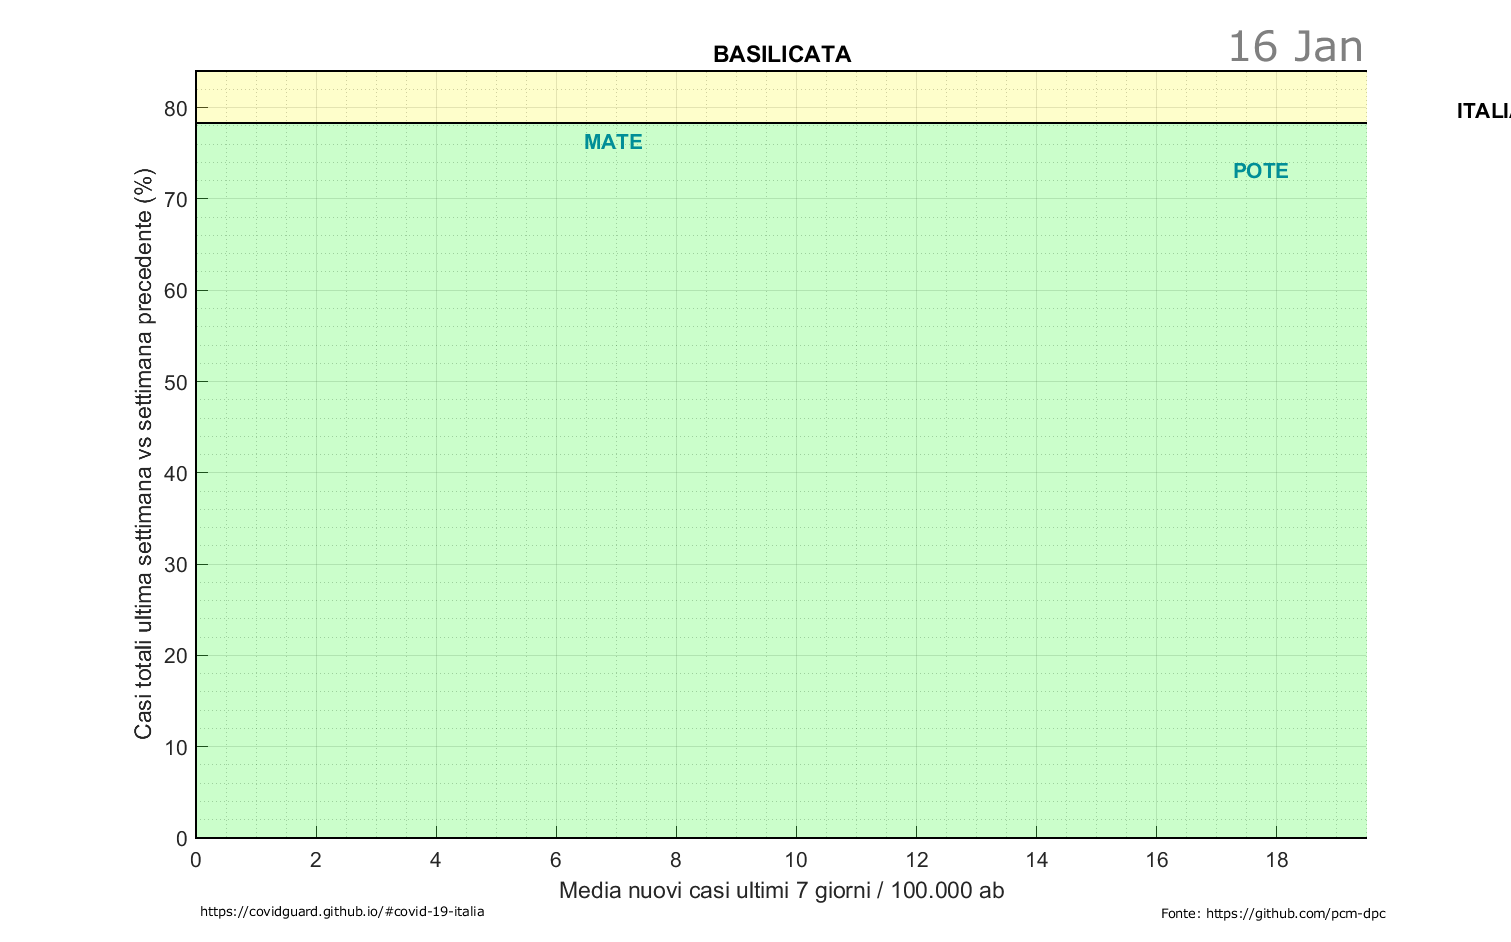 16 Jan
BASILICATA
80
ITALI
MATE
POTE
70
60
50
40
30
20
10
0
Casi totali ultima settimana vs settimana precedente (%)
0 2 4 6 8 10 12 14 16 18
Media nuovi casi ultimi 7 giorni / 100.000 ab
https://covidguard.github.io/#covid-19-italia
Fonte: https://github.com/pcm-dpc